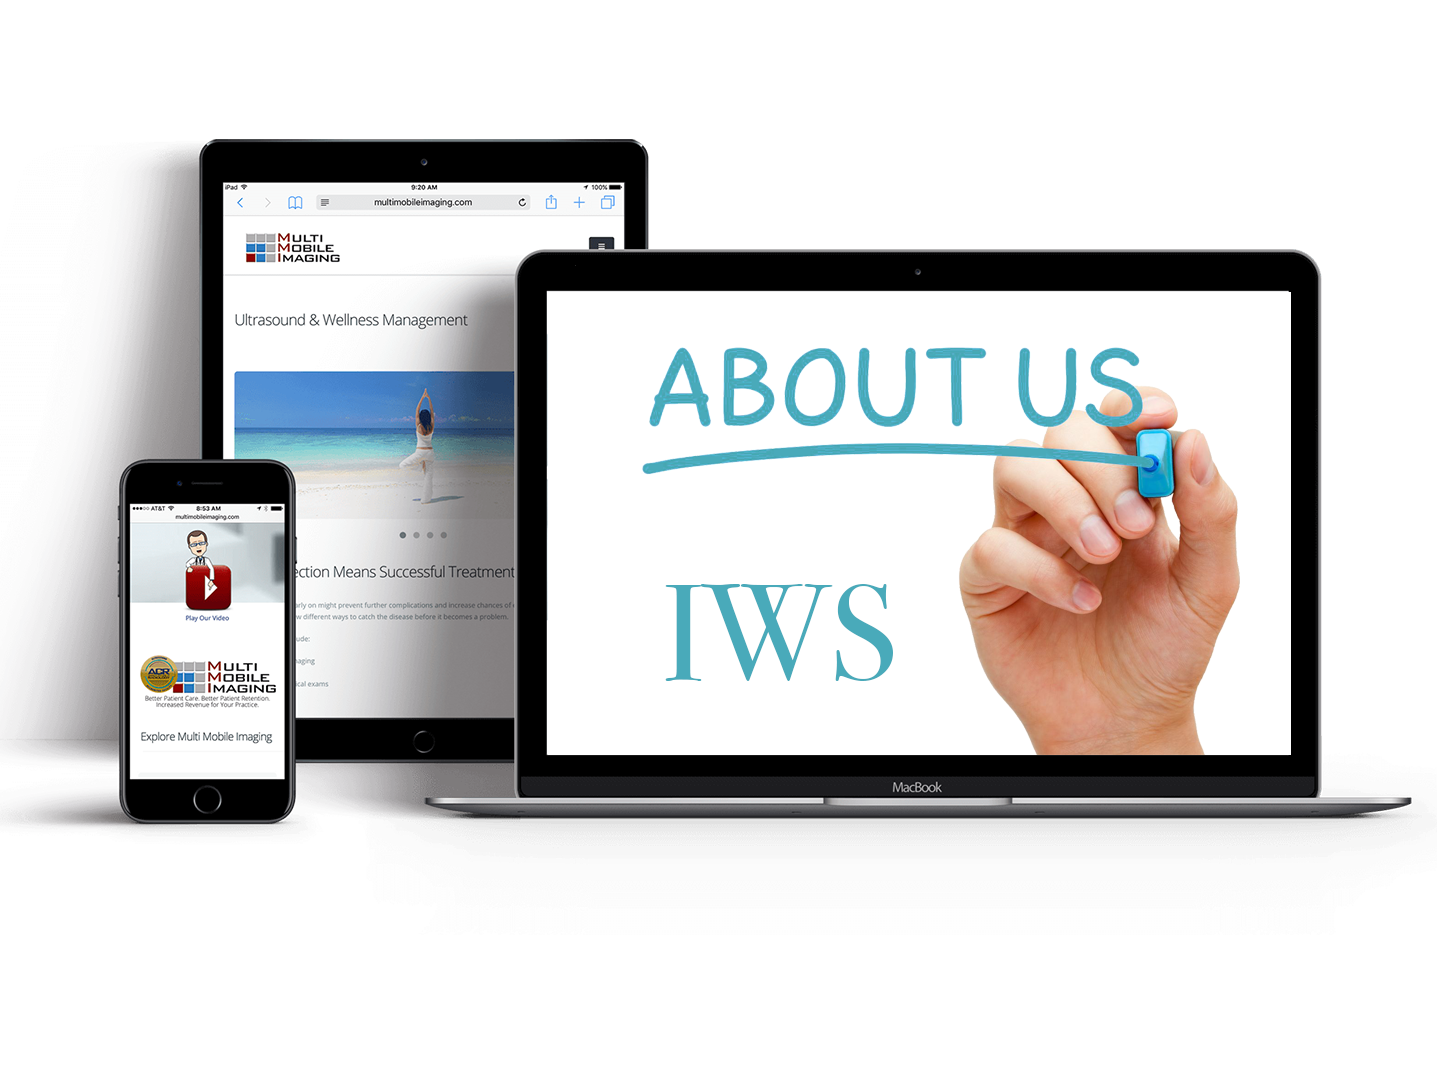 iPad 9:20 AM 100%
multimobileimaging.com
MULTI
MOBILE
IMAGING
Ultrasound & Wellness Management
ection Means Successful Treatment
arly on might prevent further complications and increase chances of
w different ways to catch the disease before it becomes a problem.
ude:
aging
ical exams
AT&T 8:53 AM
multimobileimaging.com
Play Our Video
ACR
MULTI
MOBILE
IMAGING
Better Patient Care. Better Patient Retention.
Increased Revenue for Your Practice.
Explore Multi Mobile Imaging
ABOUT US
IWS
MacBook